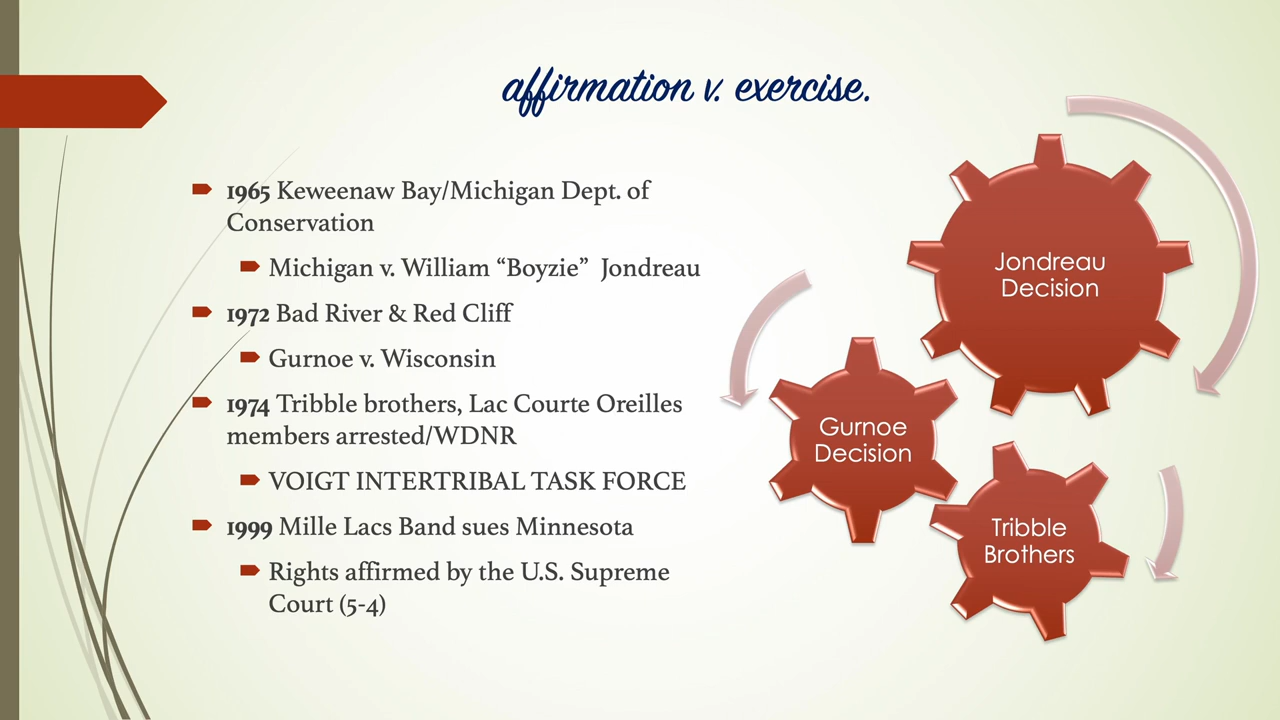 affirmation v. exercise.
1965 Keweenaw Bay/Michigan Dept. of
Conservation
Michigan v. William “Boyzie”  Jondreau
1972 Bad River & Red Cliff
Gurnoe v. Wisconsin
1974 Tribble brothers, Lac Courte Oreilles
members arrested/WDNR
VOIGT INTERTRIBAL TASK FORCE
1999 Mille Lacs Band sues Minnesota
Rights affirmed by the U.S. Supreme
Court (5-4)
Jondreau
Decision
Gurnoe
Decision
Tribble
Brothers